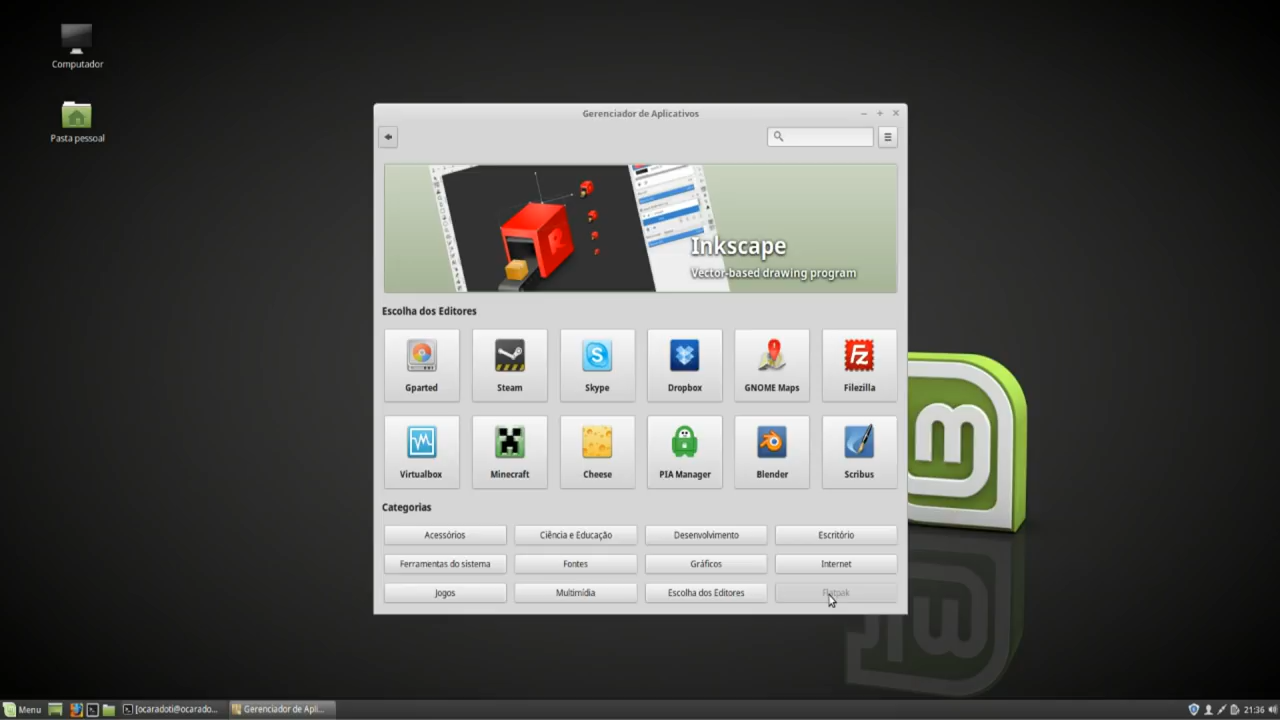 Computador
Pasta pessoal
Gerenciador de Aplicativos
Inkscape
Vector-based drawing program
Escolha dos Editores
Gparted
Steam
Skype
Dropbox
GNOME Maps
Filezilla
Virtualbox
Minecraft
Cheese
PIA Manager
Blender
Scribus
Categorias
Acessórios
Ciência e Educação
Desenvolvimento
Escritório
Ferramentas do sistema
Fontes
Gráficos
Internet
Jogos
Multimídia
Escolha dos Editores
Flatpak
Menu
[ocaradoti@ocarado...
Gerenciador de Apli...
21:36